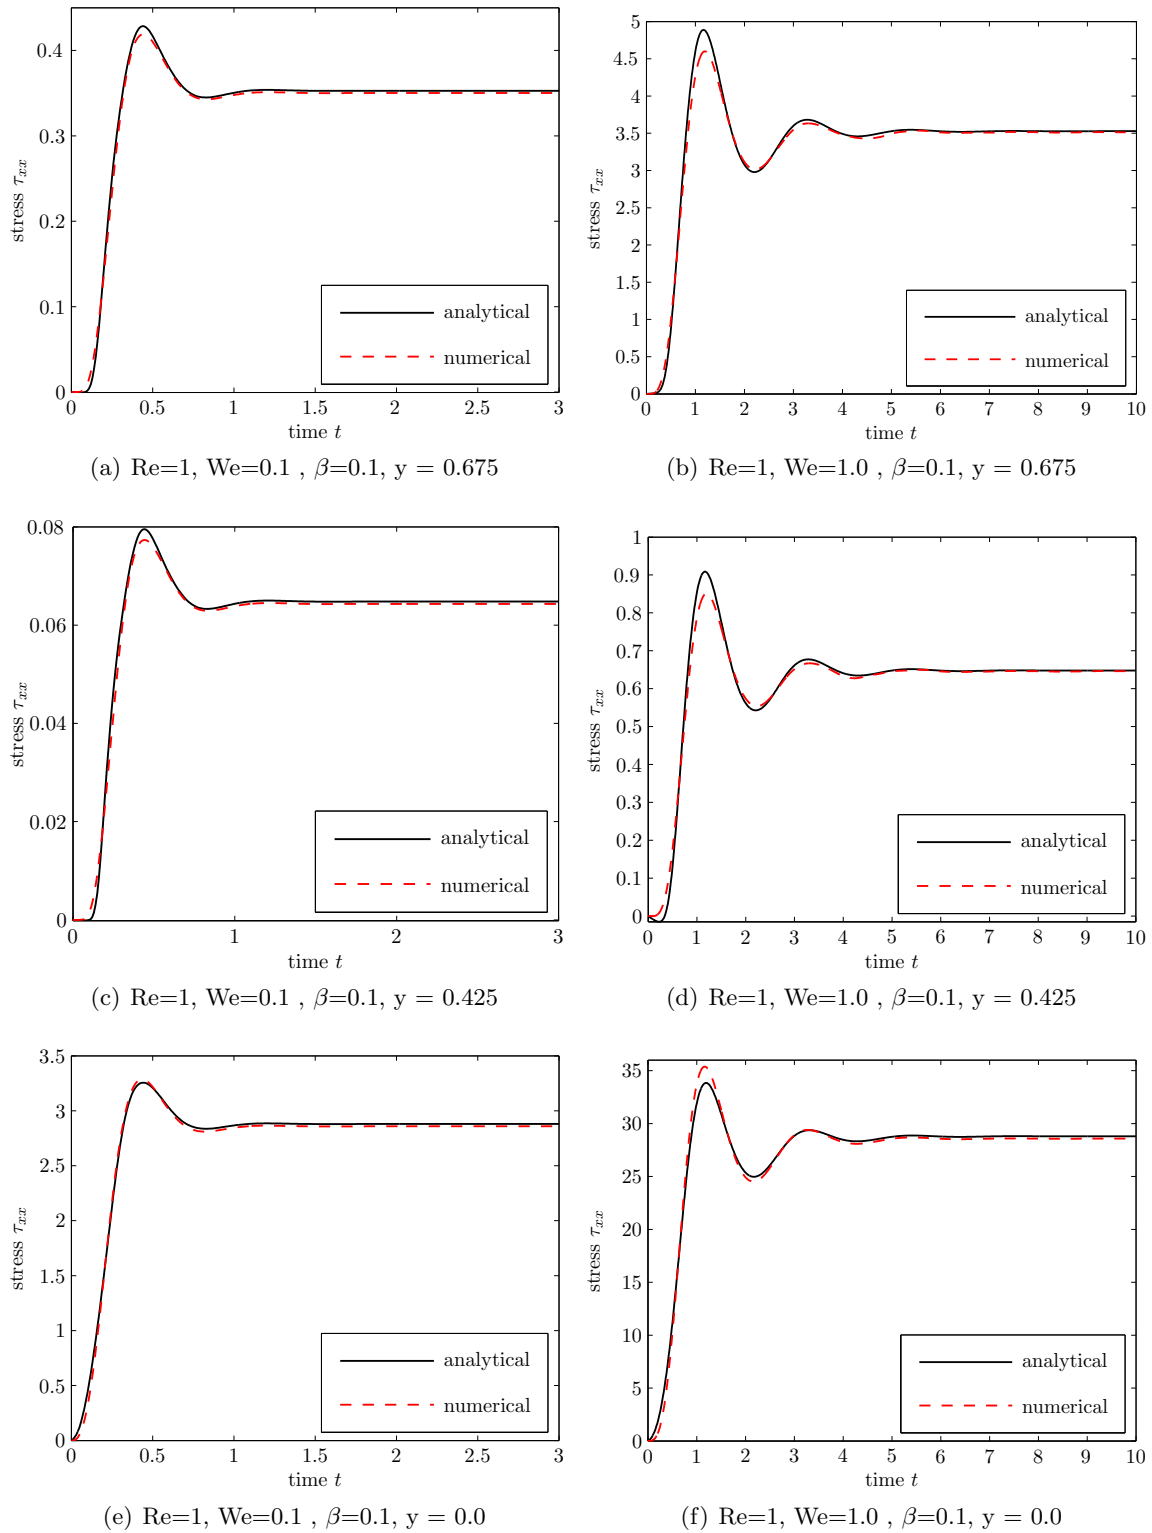 0.4
0.3
0.2
0.1
0
stress τxx
analytical
numerical
0 0.5 1 1.5 2 2.5 3
time t
(a) Re=1, We=0.1 , β=0.1, y = 0.675
5
4.5
4
3.5
3
2.5
2
1.5
1
0.5
0
stress τxx
analytical
numerical
0 1 2 3 4 5 6 7 8 9 10
time t
(b) Re=1, We=1.0 , β=0.1, y = 0.675
0.08
0.06
0.04
0.02
0
stress τxx
analytical
numerical
0 1 2 3
time t
(c) Re=1, We=0.1 , β=0.1, y = 0.425
1
0.9
0.8
0.7
0.6
0.5
0.4
0.3
0.2
0.1
0
stress τxx
analytical
numerical
0 1 2 3 4 5 6 7 8 9 10
time t
(d) Re=1, We=1.0 , β=0.1, y = 0.425
3.5
3
2.5
2
1.5
1
0.5
0
stress τxx
analytical
numerical
0 0.5 1 1.5 2 2.5 3
time t
(e) Re=1, We=0.1 , β=0.1, y = 0.0
35
30
25
20
15
10
5
0
stress τxx
analytical
numerical
0 1 2 3 4 5 6 7 8 9 10
time t
(f) Re=1, We=1.0 , β=0.1, y = 0.0